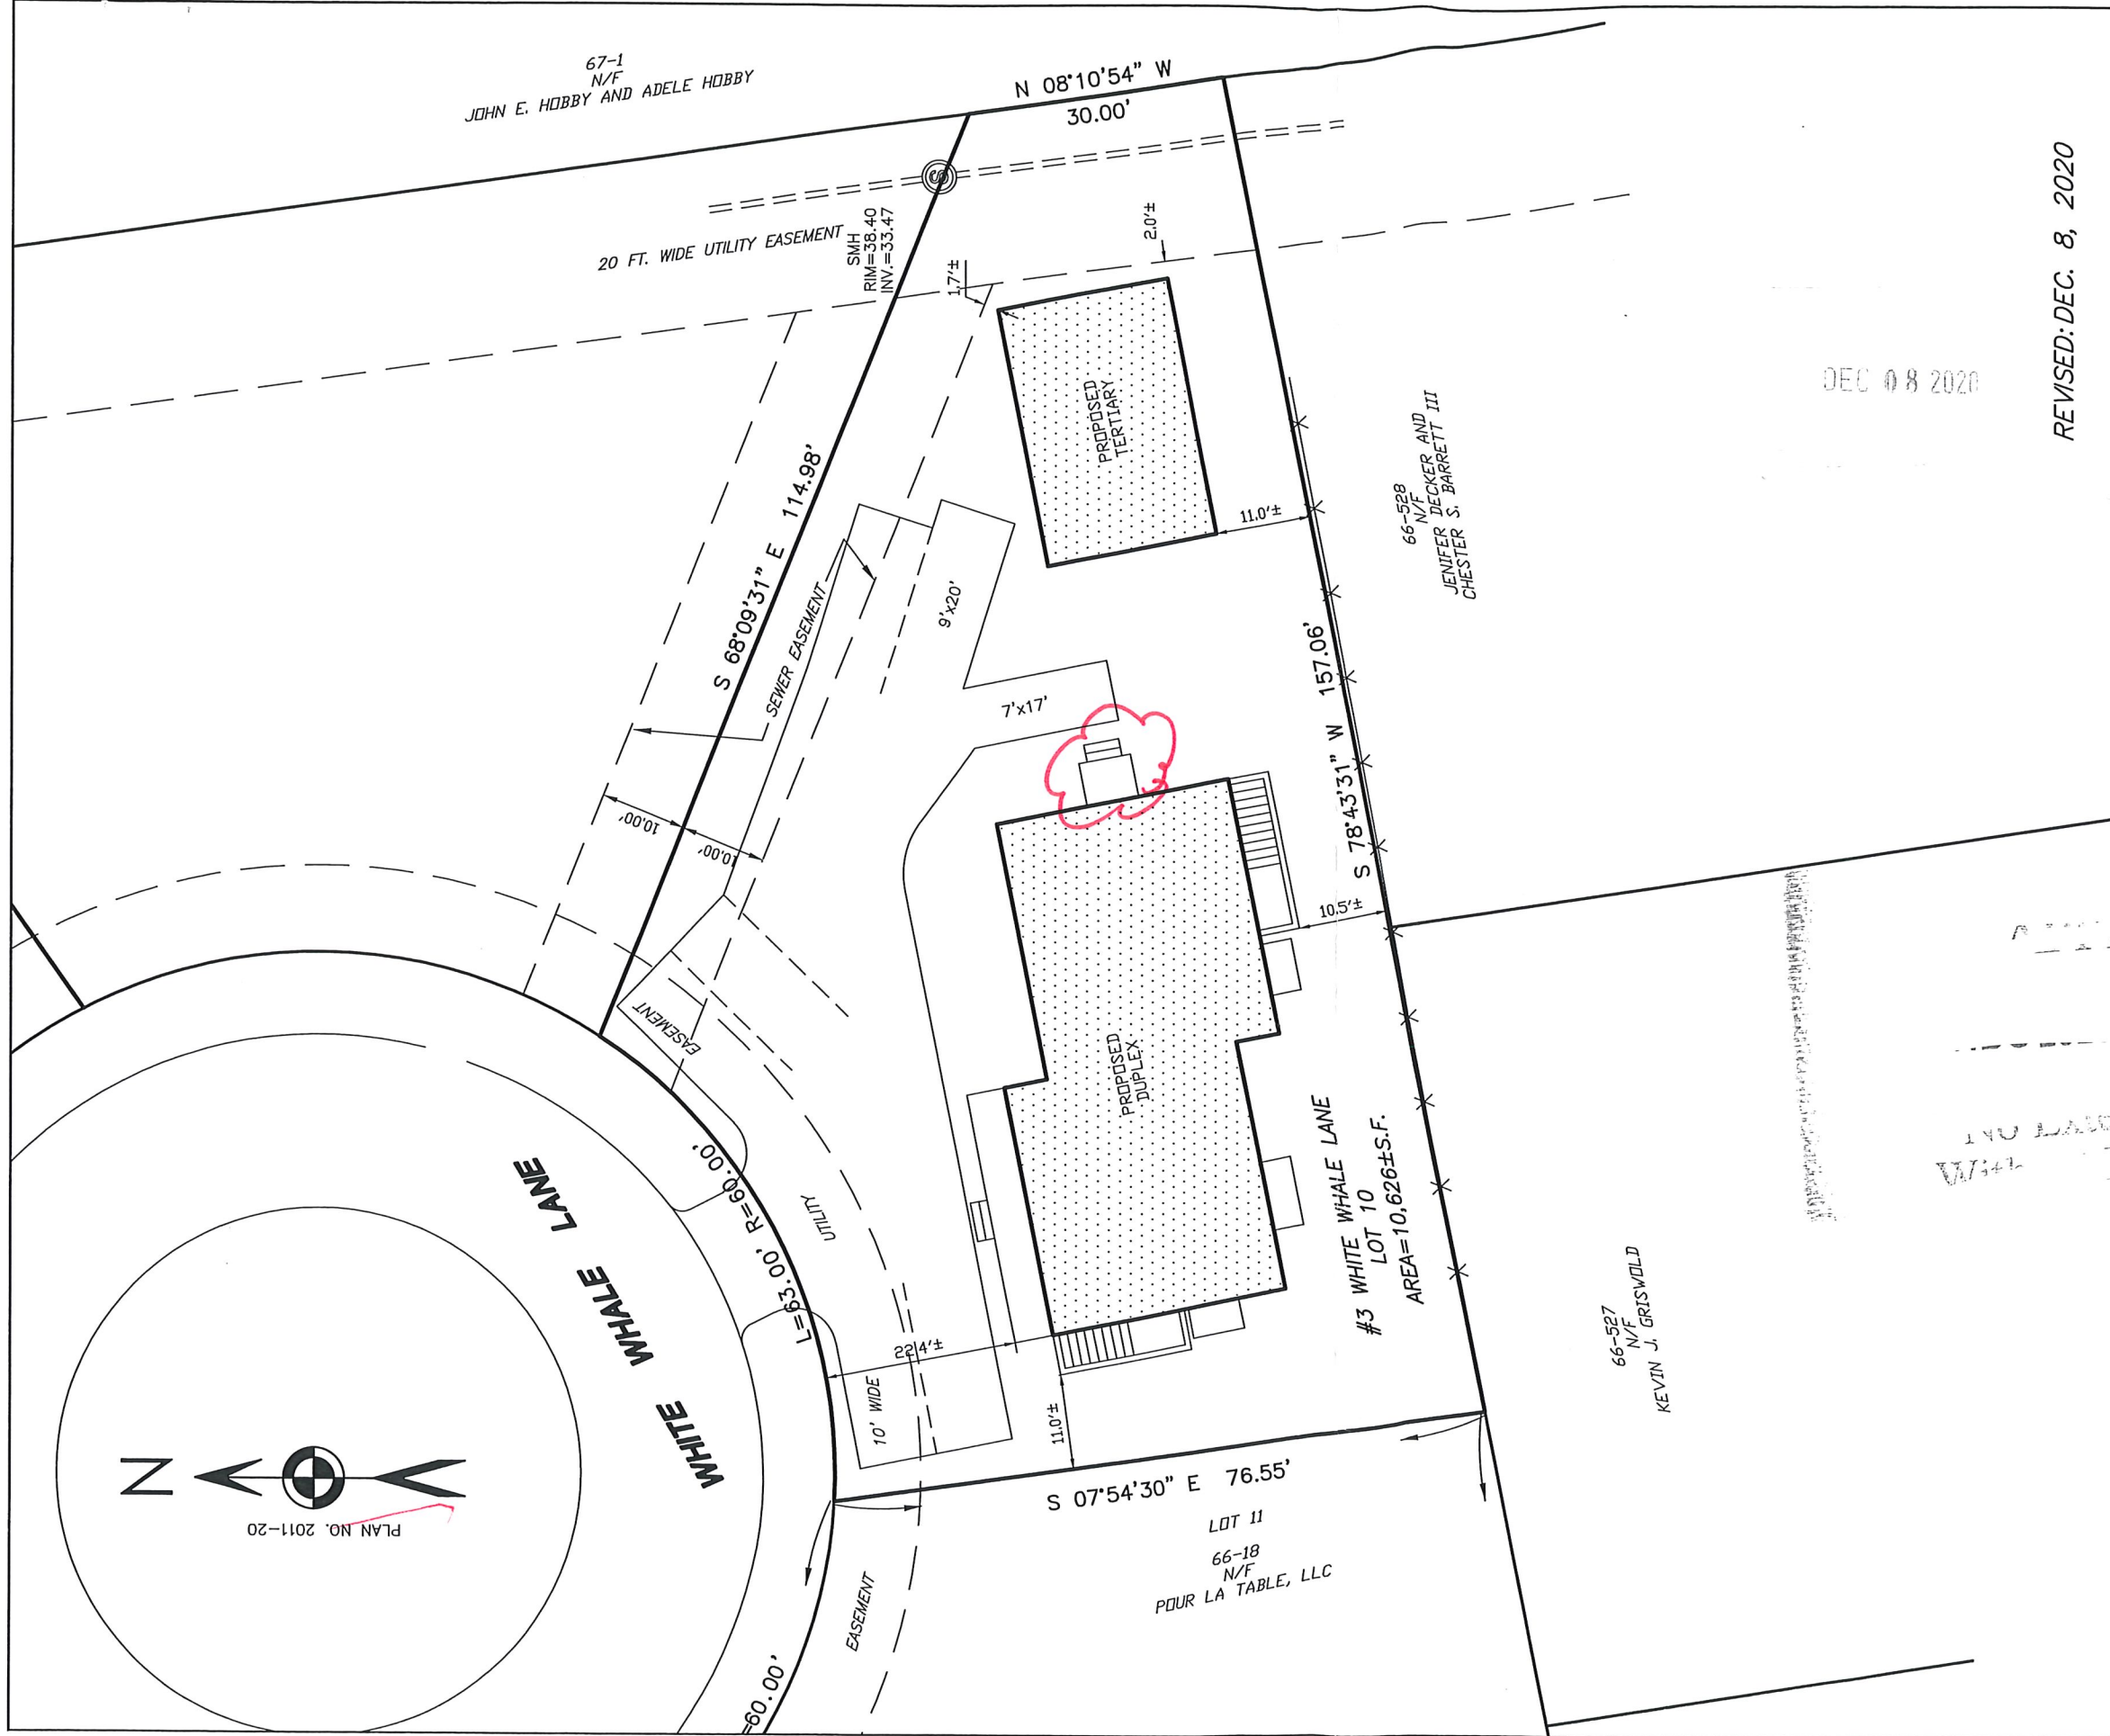 67-1
N/F
JOHN E. HOBBY AND ADELE HOBBY
N 08°10'54" W
30.00'
20 FT. WIDE UTILITY EASEMENT
SMH
RIM=38.40
INV.=33.47
1.7'±
2.0'±
PROPOSED
TERTIARY
11.0'±
S 68°09'31" E 114.98'
SEWER EASEMENT
9'x20'
7'x17'
10.00'
10.00'
S 78°43'31" W 157.06'
66-528
N/F
JENIFER DECKER AND
CHESTER S. BARRETT III
DEC 08 2020
REVISED: DEC. 8, 2020
10.5'±
EASEMENT
UTILITY
10' WIDE
L=63.00' R=60.00'
WHITE WHALE LANE
PROPOSED
DUPLEX
22.4'±
11.0'±
#3 WHITE WHALE LANE
LOT 10
AREA=10,626±S.F.
S 07°54'30" E 76.55'
LOT 11
66-18
N/F
POUR LA TABLE, LLC
66-527
N/F
KEVIN J. GRISWOLD
N
PLAN NO. 2011-20
EASEMENT
=60.00'
S